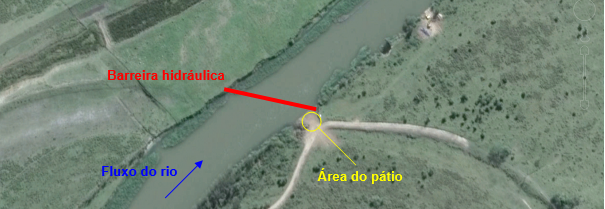 Barreira hidráulica
Fluxo do rio
Área do pátio